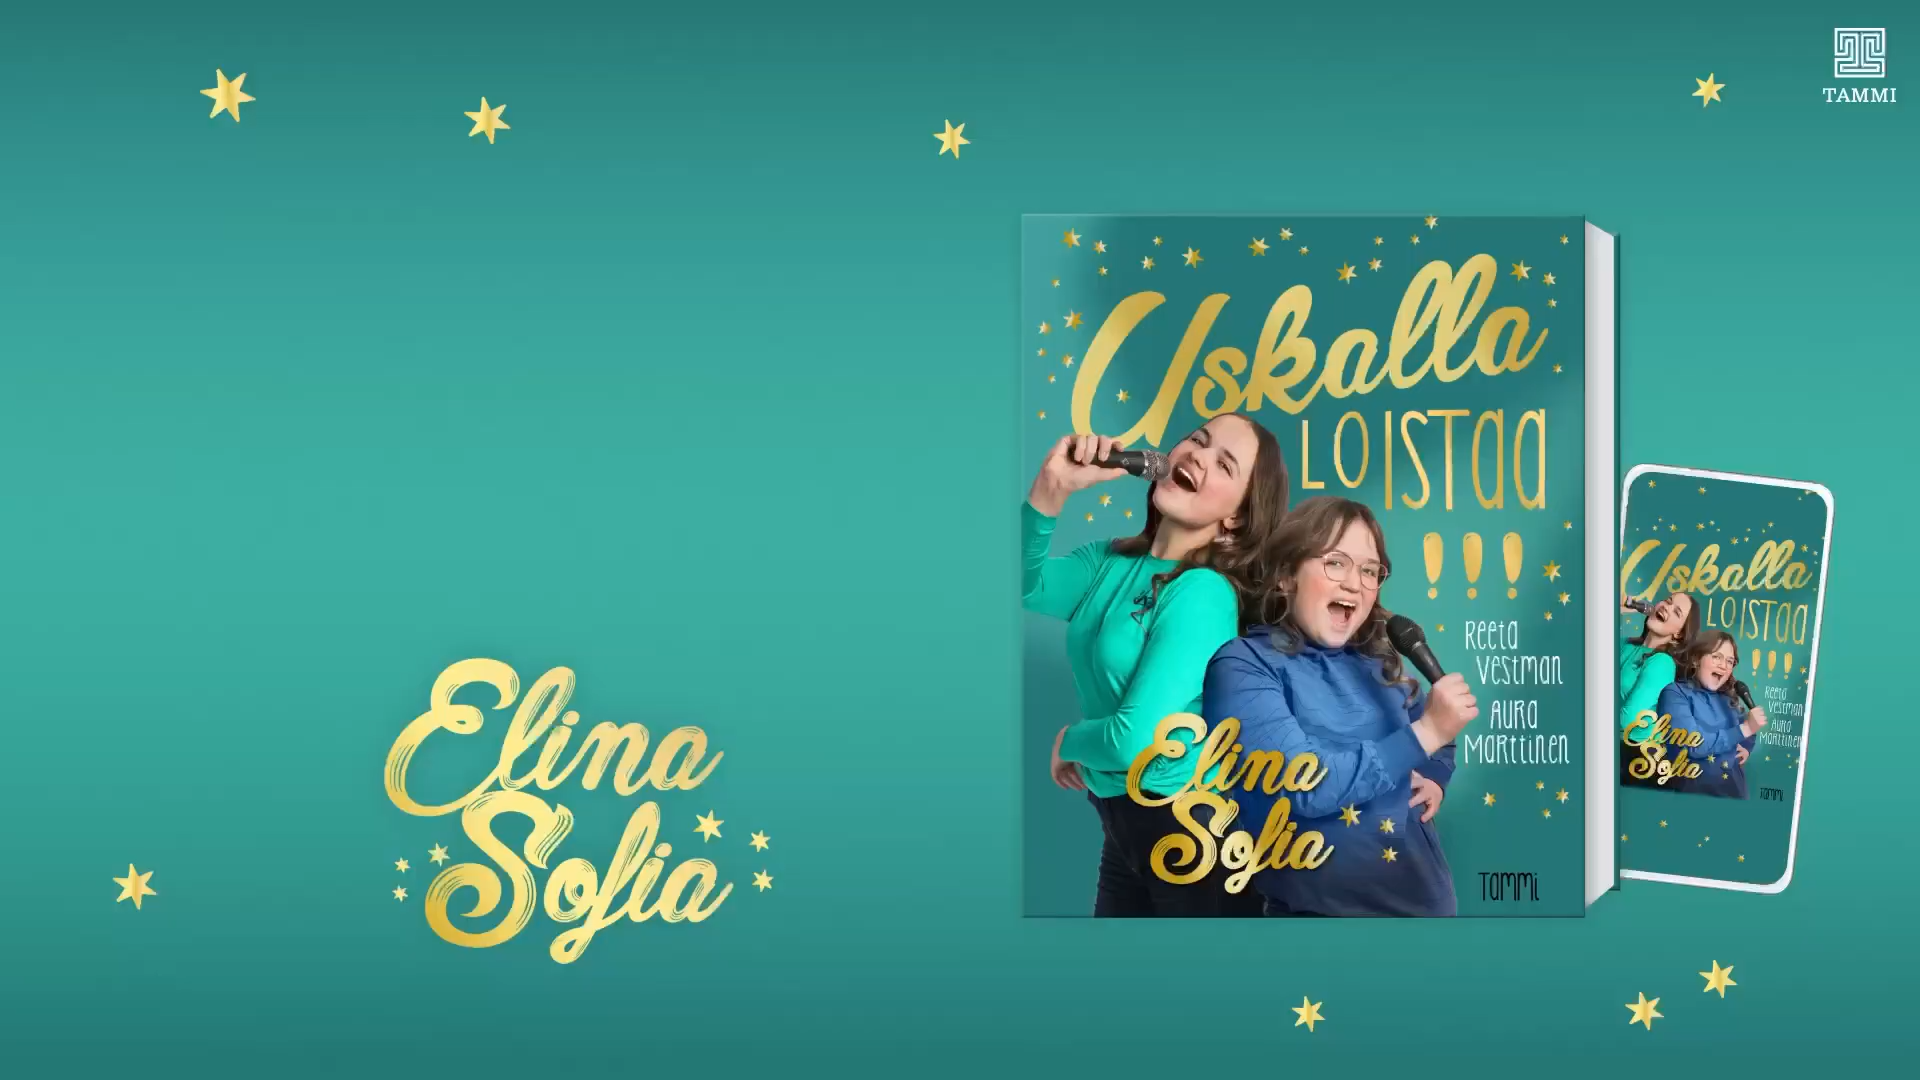 TAMMI
Uskalla
LOISTAA
!!!
REETA
VESTMAN
AURA
MARTTINEN
Elina
Sofia
TAMMI
Elina
Sofia
Uskalla
LOISTAA
!!!
REETA
VESTMAN
AURA
MARTTINEN
Elina
Sofia
TAMMI